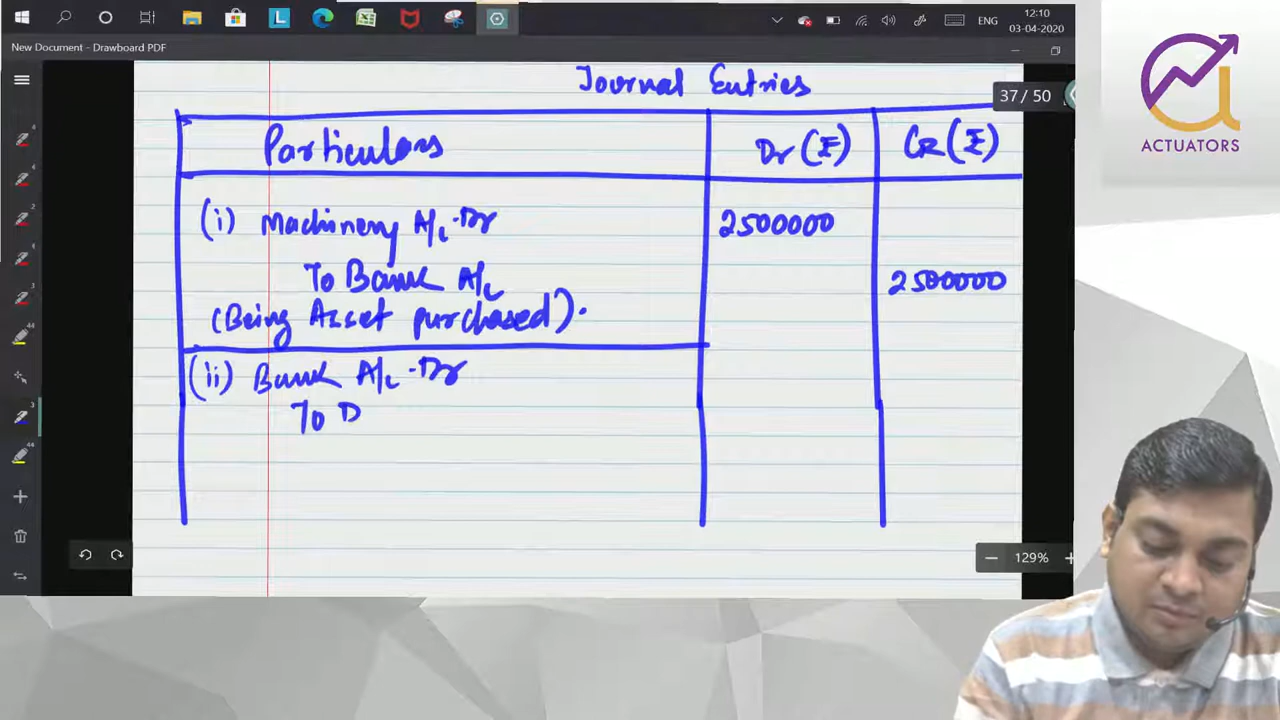 12:10
ENG
03-04-2020
New Document - Drawboard PDF
Journal Entries
37 / 50
Particulars Dr (₹) CR (₹)
(i) Machinery A/c .Dr 2500000
To Bank A/c 2500000
(Being Asset purchased).
(ii) Bank A/c .Dr
To D
129%
ACTUATORS